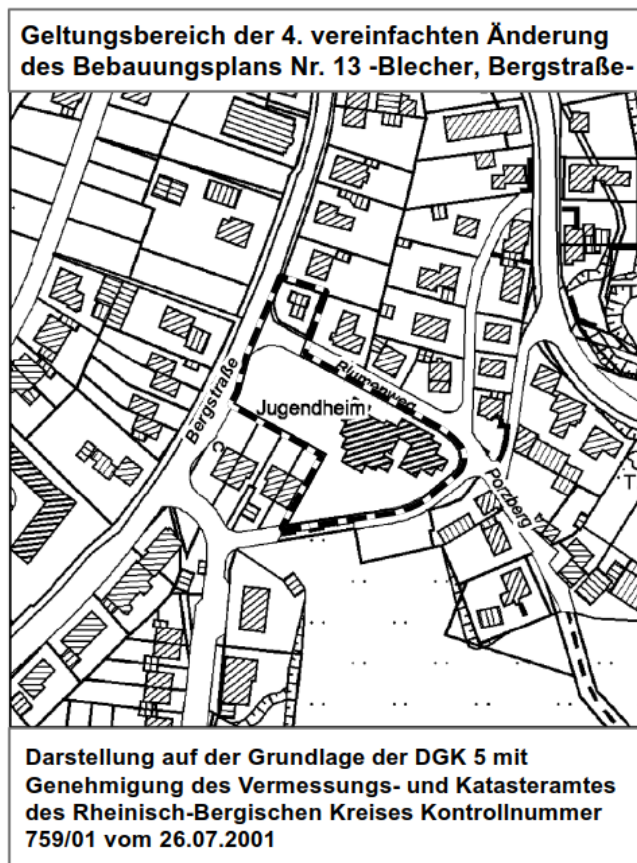 Geltungsbereich der 4. vereinfachten Änderung
des Bebauungsplans Nr. 13 -Blecher, Bergstraße-
Bergstraße
Blumenweg
Jugendheim
Porzberg
T
Darstellung auf der Grundlage der DGK 5 mit
Genehmigung des Vermessungs- und Katasteramtes
des Rheinisch-Bergischen Kreises Kontrollnummer
759/01 vom 26.07.2001